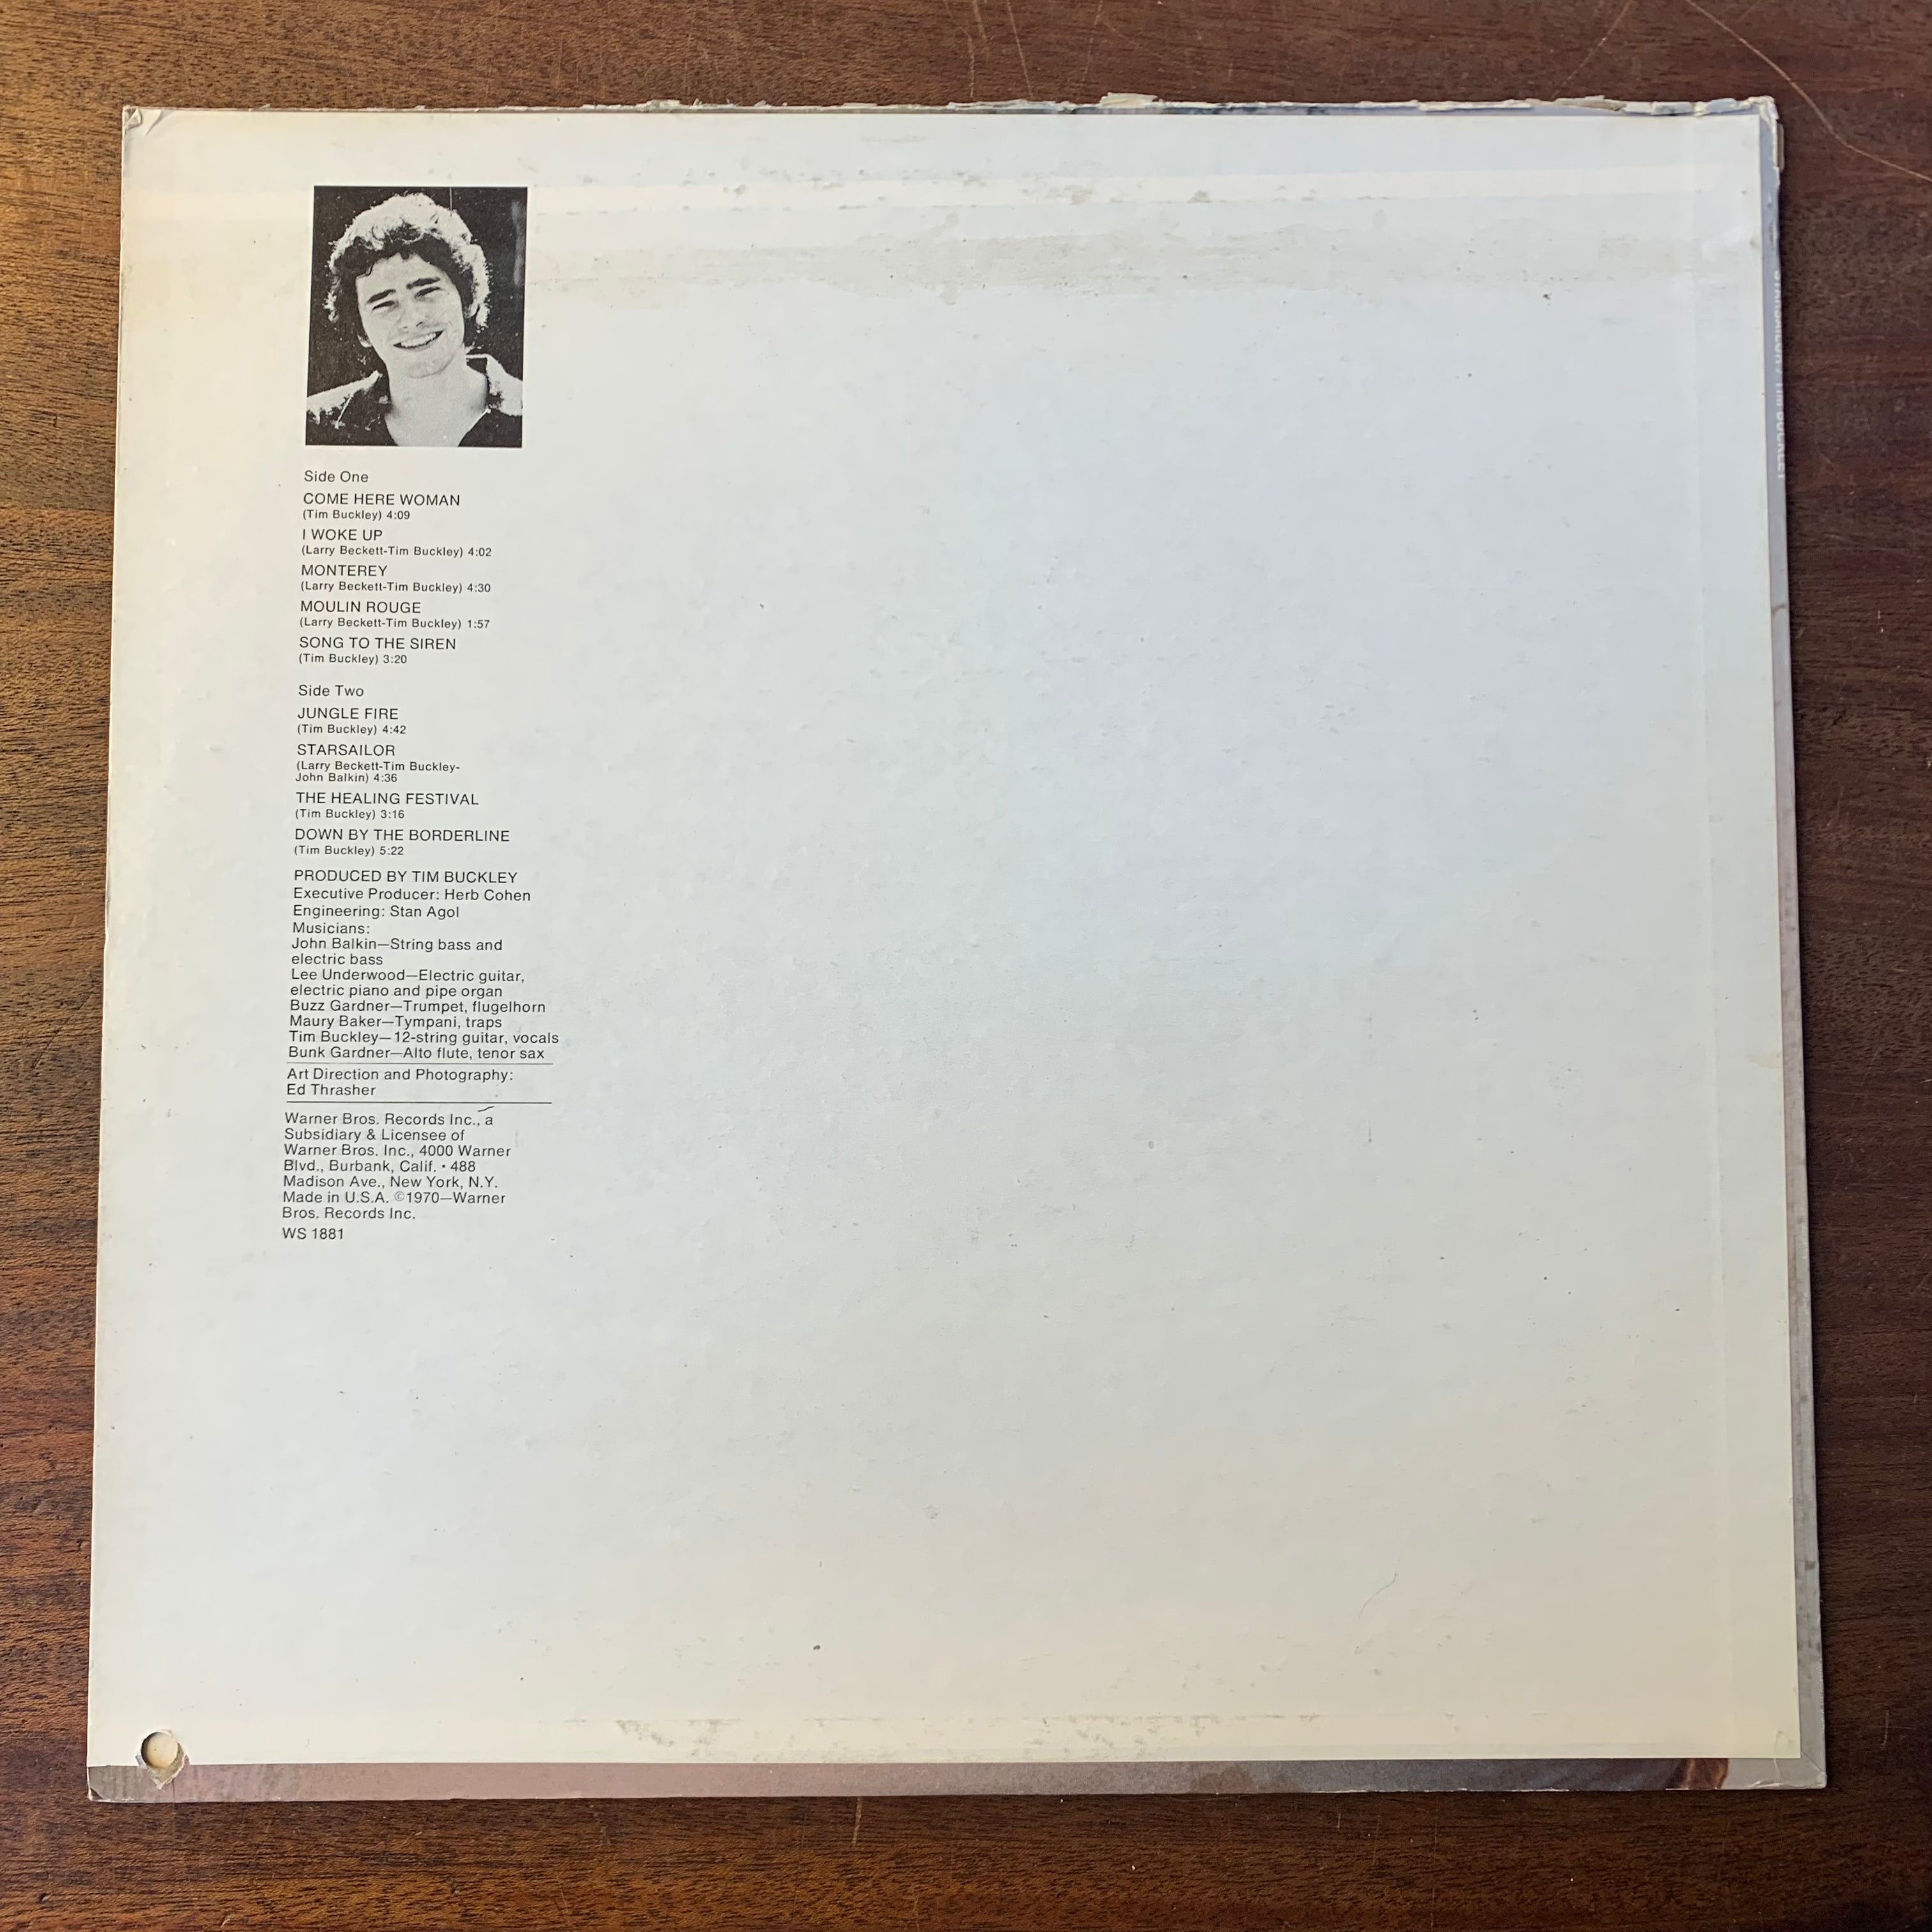 Side One
COME HERE WOMAN
(Tim Buckley) 4:09
I WOKE UP
(Larry Beckett-Tim Buckley) 4:02
MONTEREY
(Larry Beckett-Tim Buckley) 4:30
MOULIN ROUGE
(Larry Beckett-Tim Buckley) 1:57
SONG TO THE SIREN
(Tim Buckley) 3:20
Side Two
JUNGLE FIRE
(Tim Buckley) 4:42
STARSAILOR
(Larry Beckett-Tim Buckley-
John Balkin) 4:36
THE HEALING FESTIVAL
(Tim Buckley) 3:16
DOWN BY THE BORDERLINE
(Tim Buckley) 5:22
PRODUCED BY TIM BUCKLEY
Executive Producer: Herb Cohen
Engineering: Stan Agol
Musicians:
John Balkin—String bass and
electric bass
Lee Underwood—Electric guitar,
electric piano and pipe organ
Buzz Gardner—Trumpet, flugelhorn
Maury Baker—Tympani, traps
Tim Buckley—12-string guitar, vocals
Bunk Gardner—Alto flute, tenor sax
Art Direction and Photography:
Ed Thrasher
Warner Bros. Records Inc., a
Subsidiary & Licensee of
Warner Bros. Inc., 4000 Warner
Blvd., Burbank, Calif. • 488
Madison Ave., New York, N.Y.
Made in U.S.A. ©1970—Warner
Bros. Records Inc.
WS 1881
STARSAILOR TIM BUCKLEY